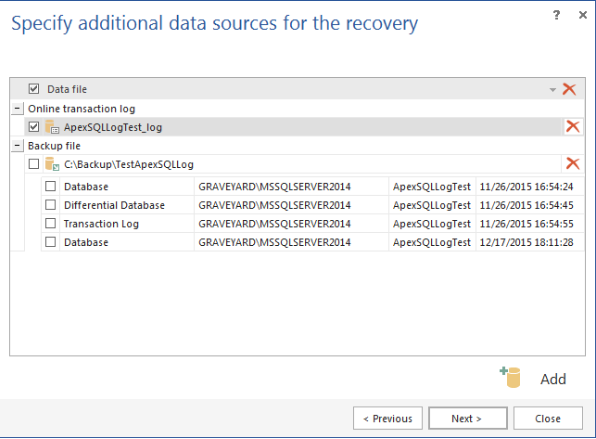 Specify additional data sources for the recovery
? ×
Data file
Online transaction log
ApexSQLLogTest_log
Backup file
C:\Backup\TestApexSQLLog
Database GRAVEYARD\MSSQLSERVER2014 ApexSQLLogTest 11/26/2015 16:54:24
Differential Database GRAVEYARD\MSSQLSERVER2014 ApexSQLLogTest 11/26/2015 16:54:45
Transaction Log GRAVEYARD\MSSQLSERVER2014 ApexSQLLogTest 11/26/2015 16:54:55
Database GRAVEYARD\MSSQLSERVER2014 ApexSQLLogTest 12/17/2015 18:11:28
Add
< Previous Next > Close